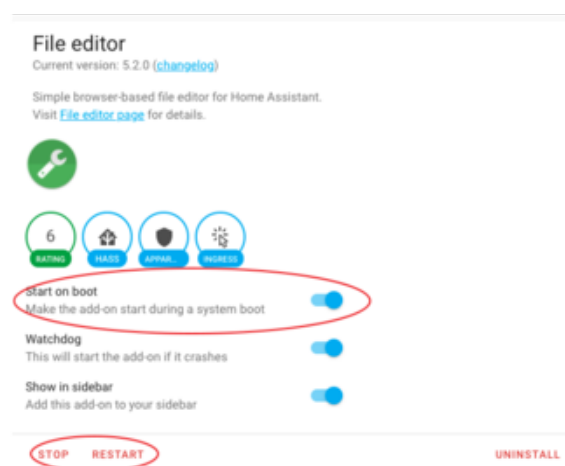 File editor
Current version: 5.2.0 (changelog)
Simple browser-based file editor for Home Assistant.
Visit File editor page for details.
6
RATING
HASS
APPAR...
INGRESS
Start on boot
Make the add-on start during a system boot
Watchdog
This will start the add-on if it crashes
Show in sidebar
Add this add-on to your sidebar
STOP RESTART UNINSTALL